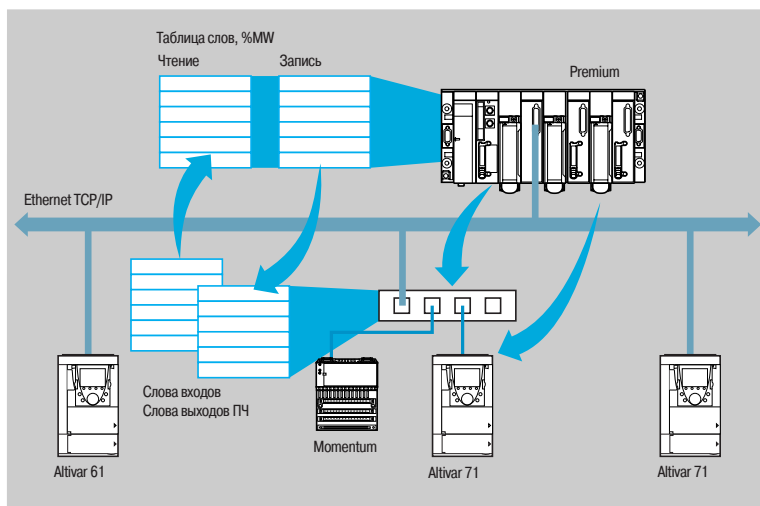 Таблица слов, %MW
Чтение
Запись
Premium
Ethernet TCP/IP
Слова входов
Слова выходов ПЧ
Momentum
Altivar 61
Altivar 71
Altivar 71